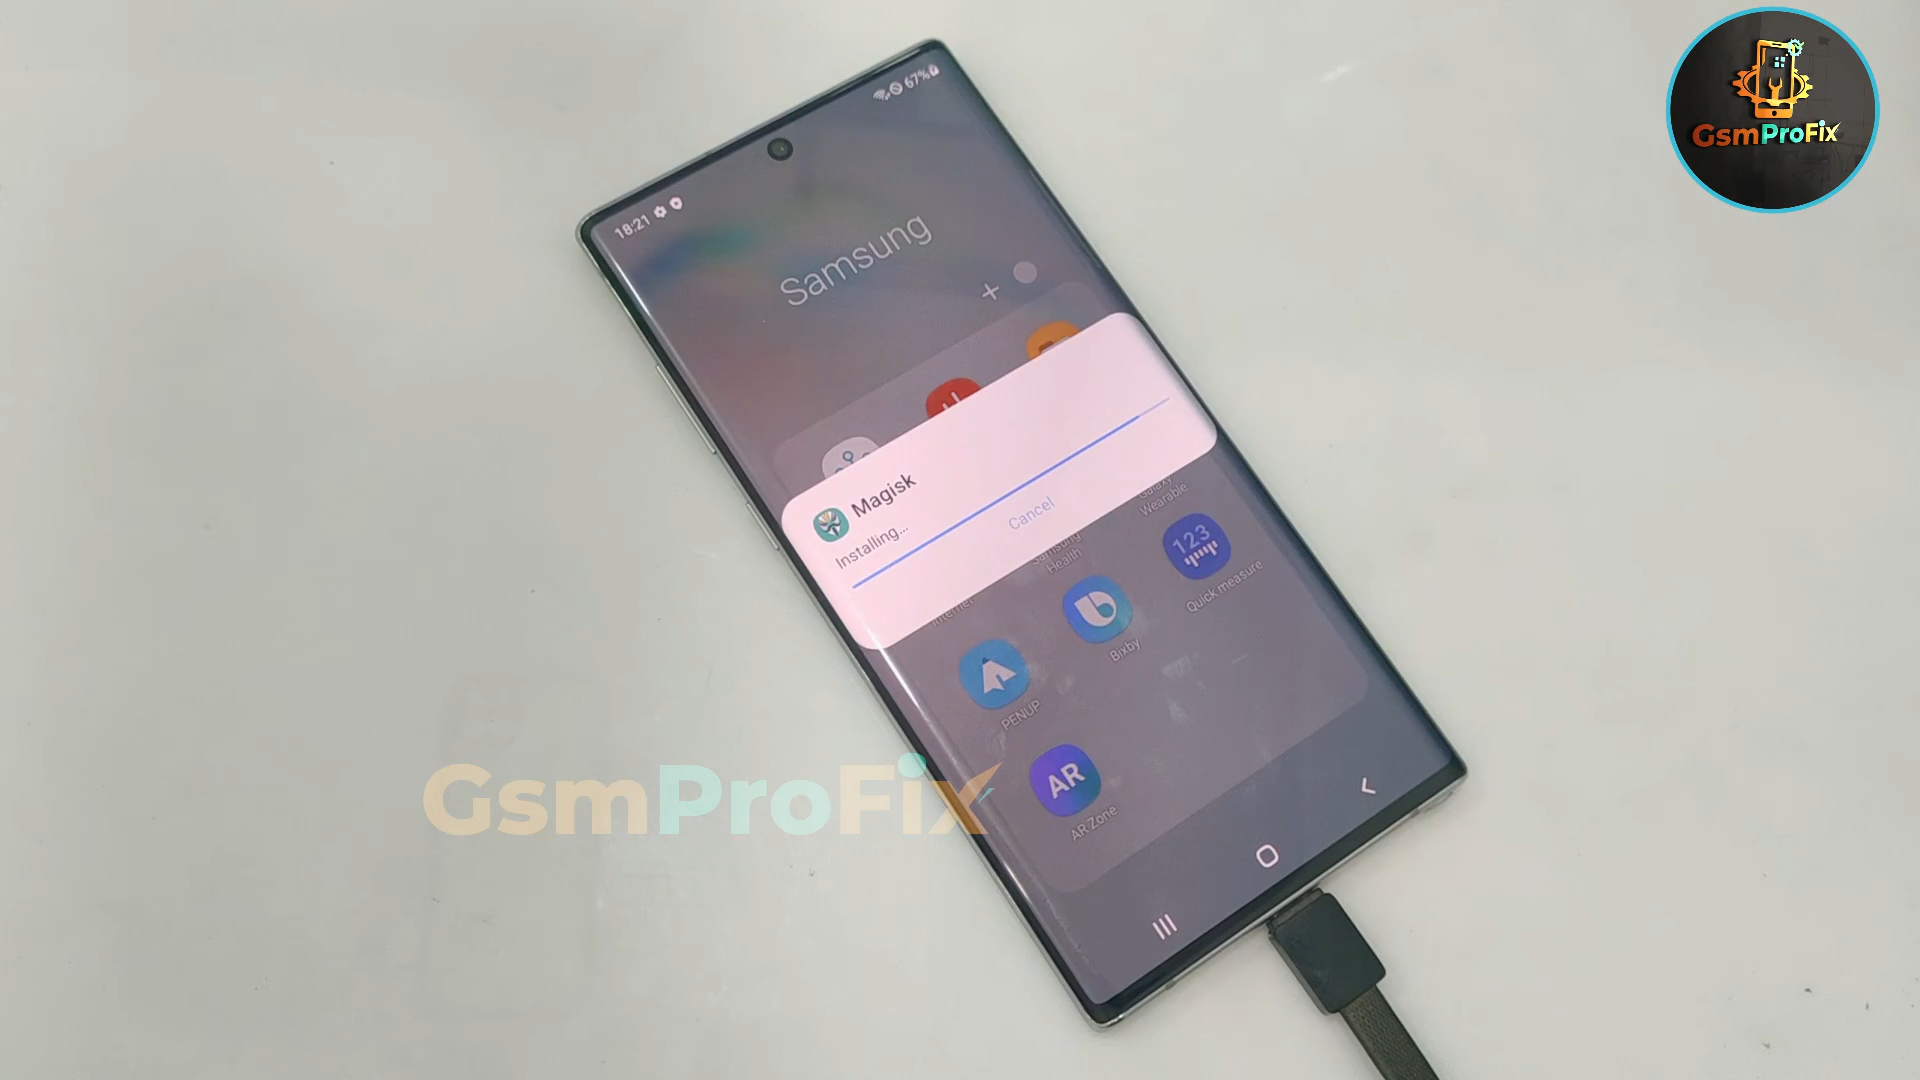 GsmProFix
67%
18:21
Samsung
+
Magisk
Installing...
Cancel
Galaxy
Wearable
Samsung
Health
Internet
123
Quick measure
Bixby
PENUP
AR
AR Zone
GsmProFix